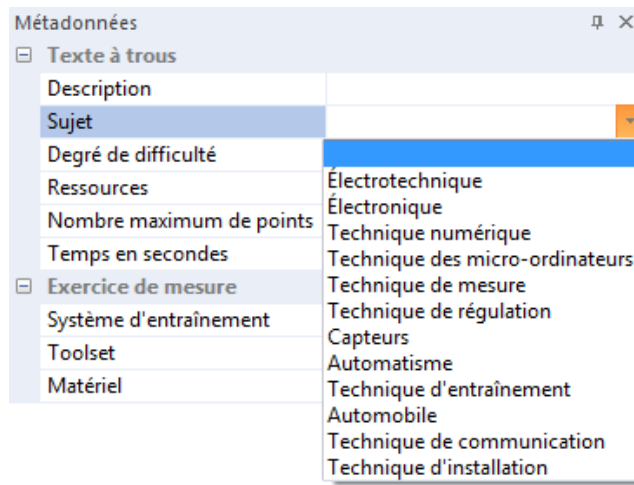 Métadonnées
Texte à trous
Description
Sujet
Degré de difficulté
Ressources
Nombre maximum de points
Temps en secondes
Exercice de mesure
Système d'entraînement
Toolset
Matériel
Électrotechnique
Électronique
Technique numérique
Technique des micro-ordinateurs
Technique de mesure
Technique de régulation
Capteurs
Automatisme
Technique d'entraînement
Automobile
Technique de communication
Technique d'installation